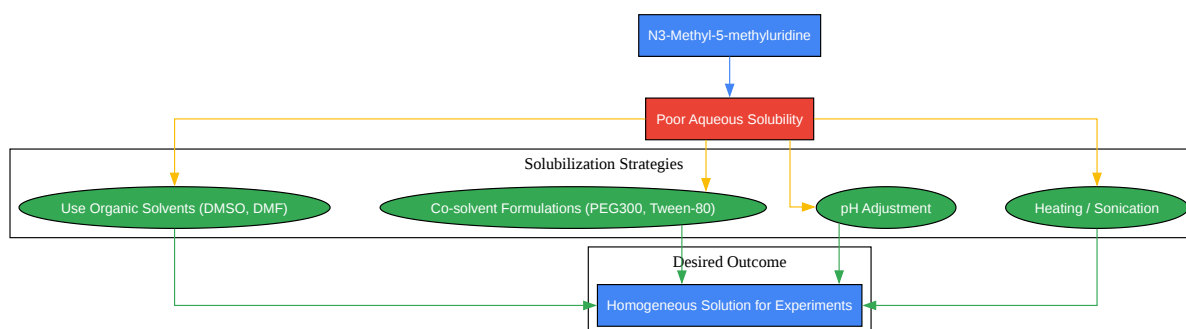 N3-Methyl-5-methyluridine
Poor Aqueous Solubility
Solubilization Strategies
Use Organic Solvents (DMSO, DMF)
Co-solvent Formulations (PEG300, Tween-80)
pH Adjustment
Heating / Sonication
Desired Outcome
Homogeneous Solution for Experiments